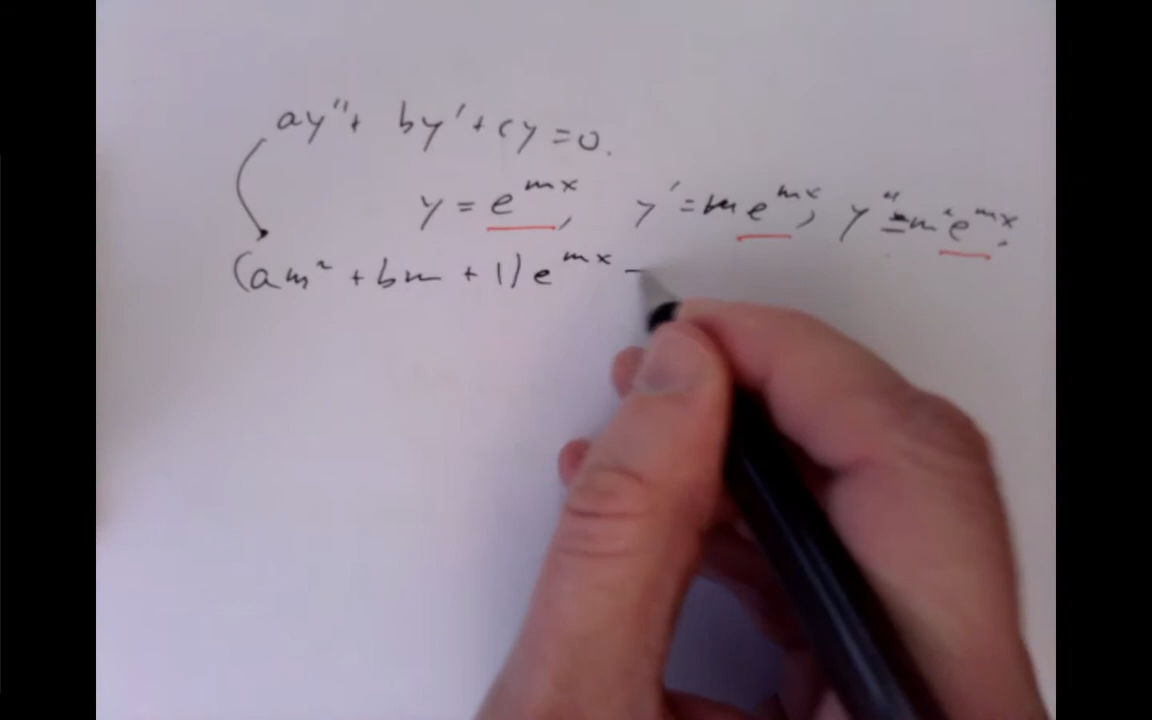 ay" + by' + cy = 0.
y = e^{mx}, y' = me^{mx}, y" = m²e^{mx}.
(am² + bm + 1)e^{mx} -